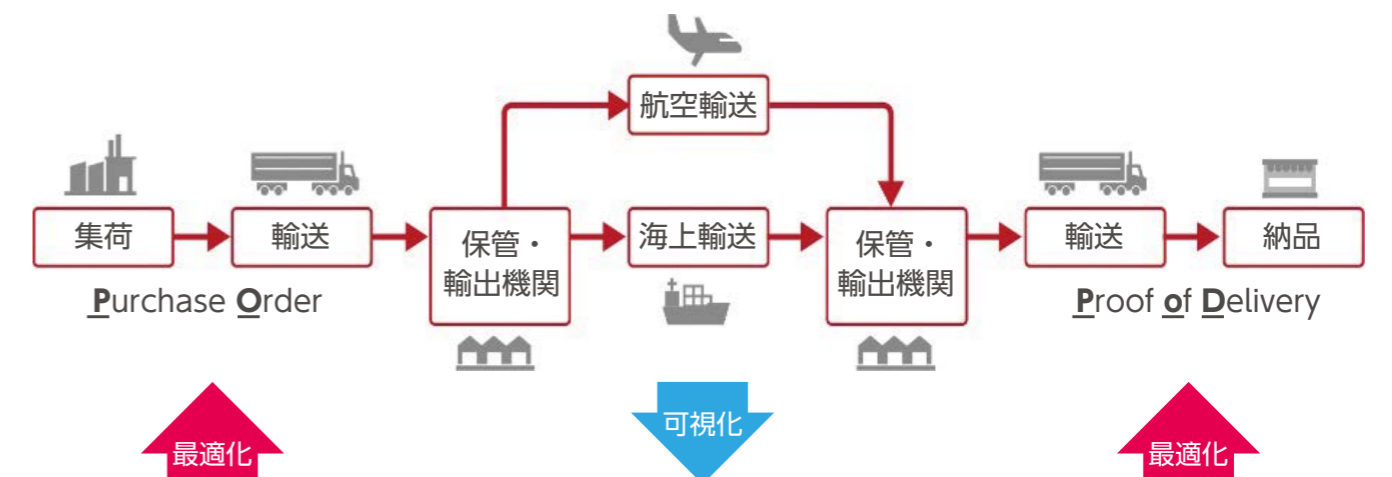 航空輸送
集荷
輸送
保管・
輸出機関
海上輸送
保管・
輸出機関
輸送
納品
Purchase Order
Proof of Delivery
最適化
可視化
最適化